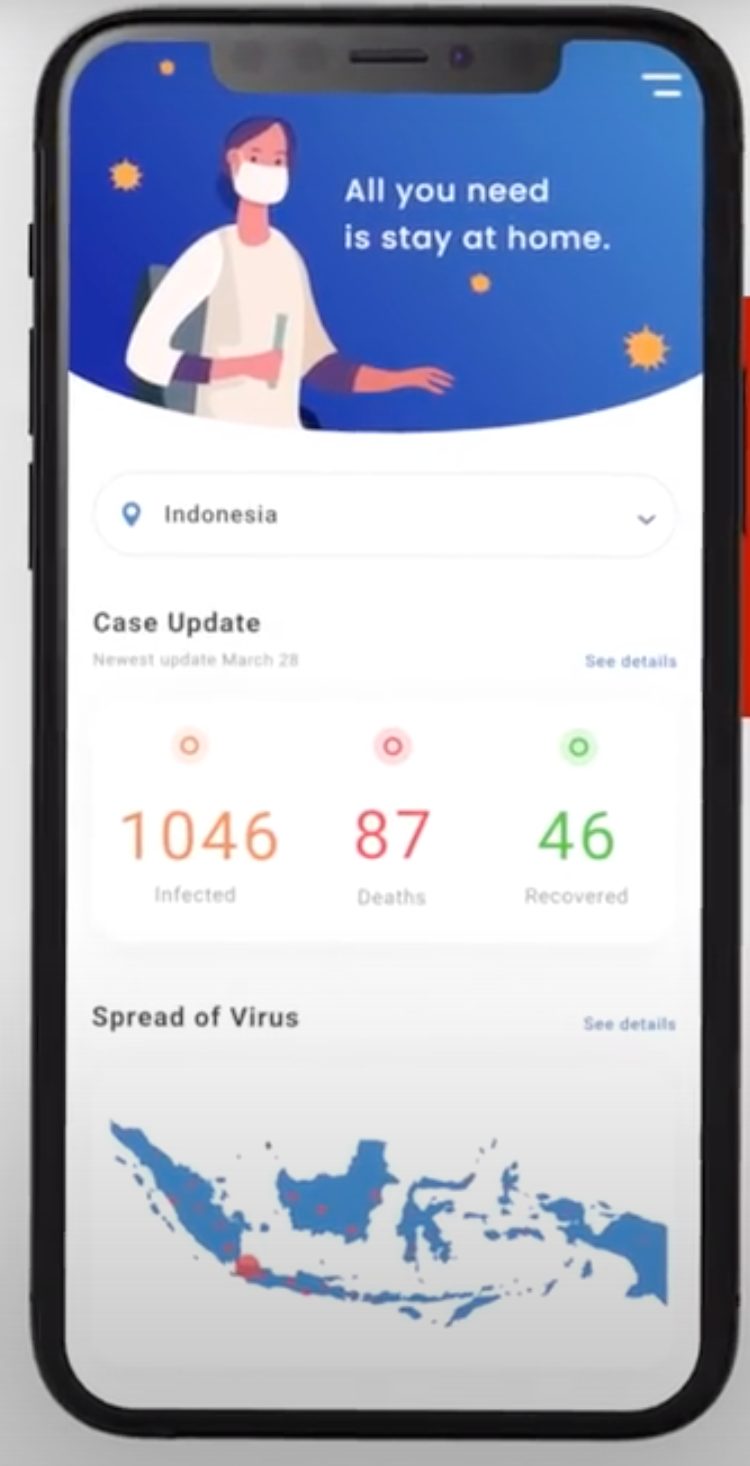 All you need
is stay at home.
Indonesia
Case Update
Newest update March 28
See details
1046
87
46
Infected
Deaths
Recovered
Spread of Virus
See details